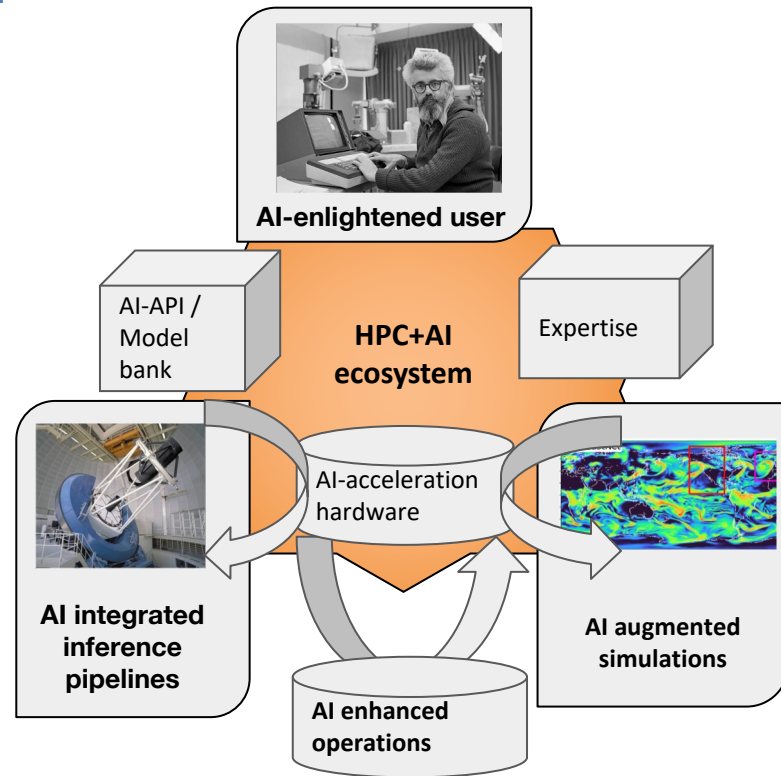 AI-enlightened user
AI-API /
Model
bank
HPC+AI
ecosystem
Expertise
AI-acceleration
hardware
AI integrated
inference
pipelines
AI augmented
simulations
AI enhanced
operations